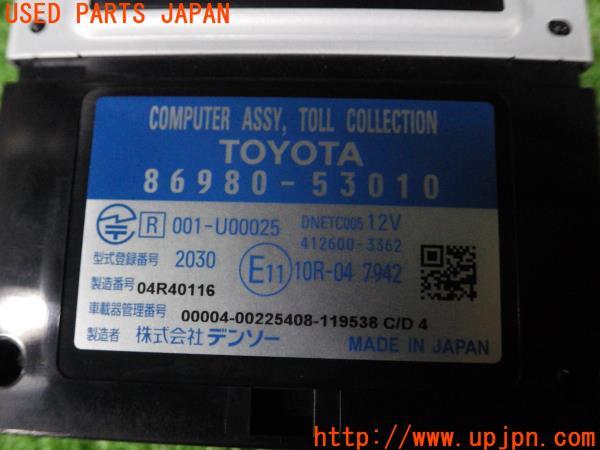 USED PARTS JAPAN
COMPUTER ASSY, TOLL COLLECTION
TOYOTA
86980-53010
R 001-U00025 DNETC005 12V
412600-3362
型式登録番号 2030 E11 10R-04 7942
製造番号 04R40116
車載器管理番号 00004-00225408-119538 C/D 4
製造者 株式会社デンソー MADE IN JAPAN
http://www.upjpn.com